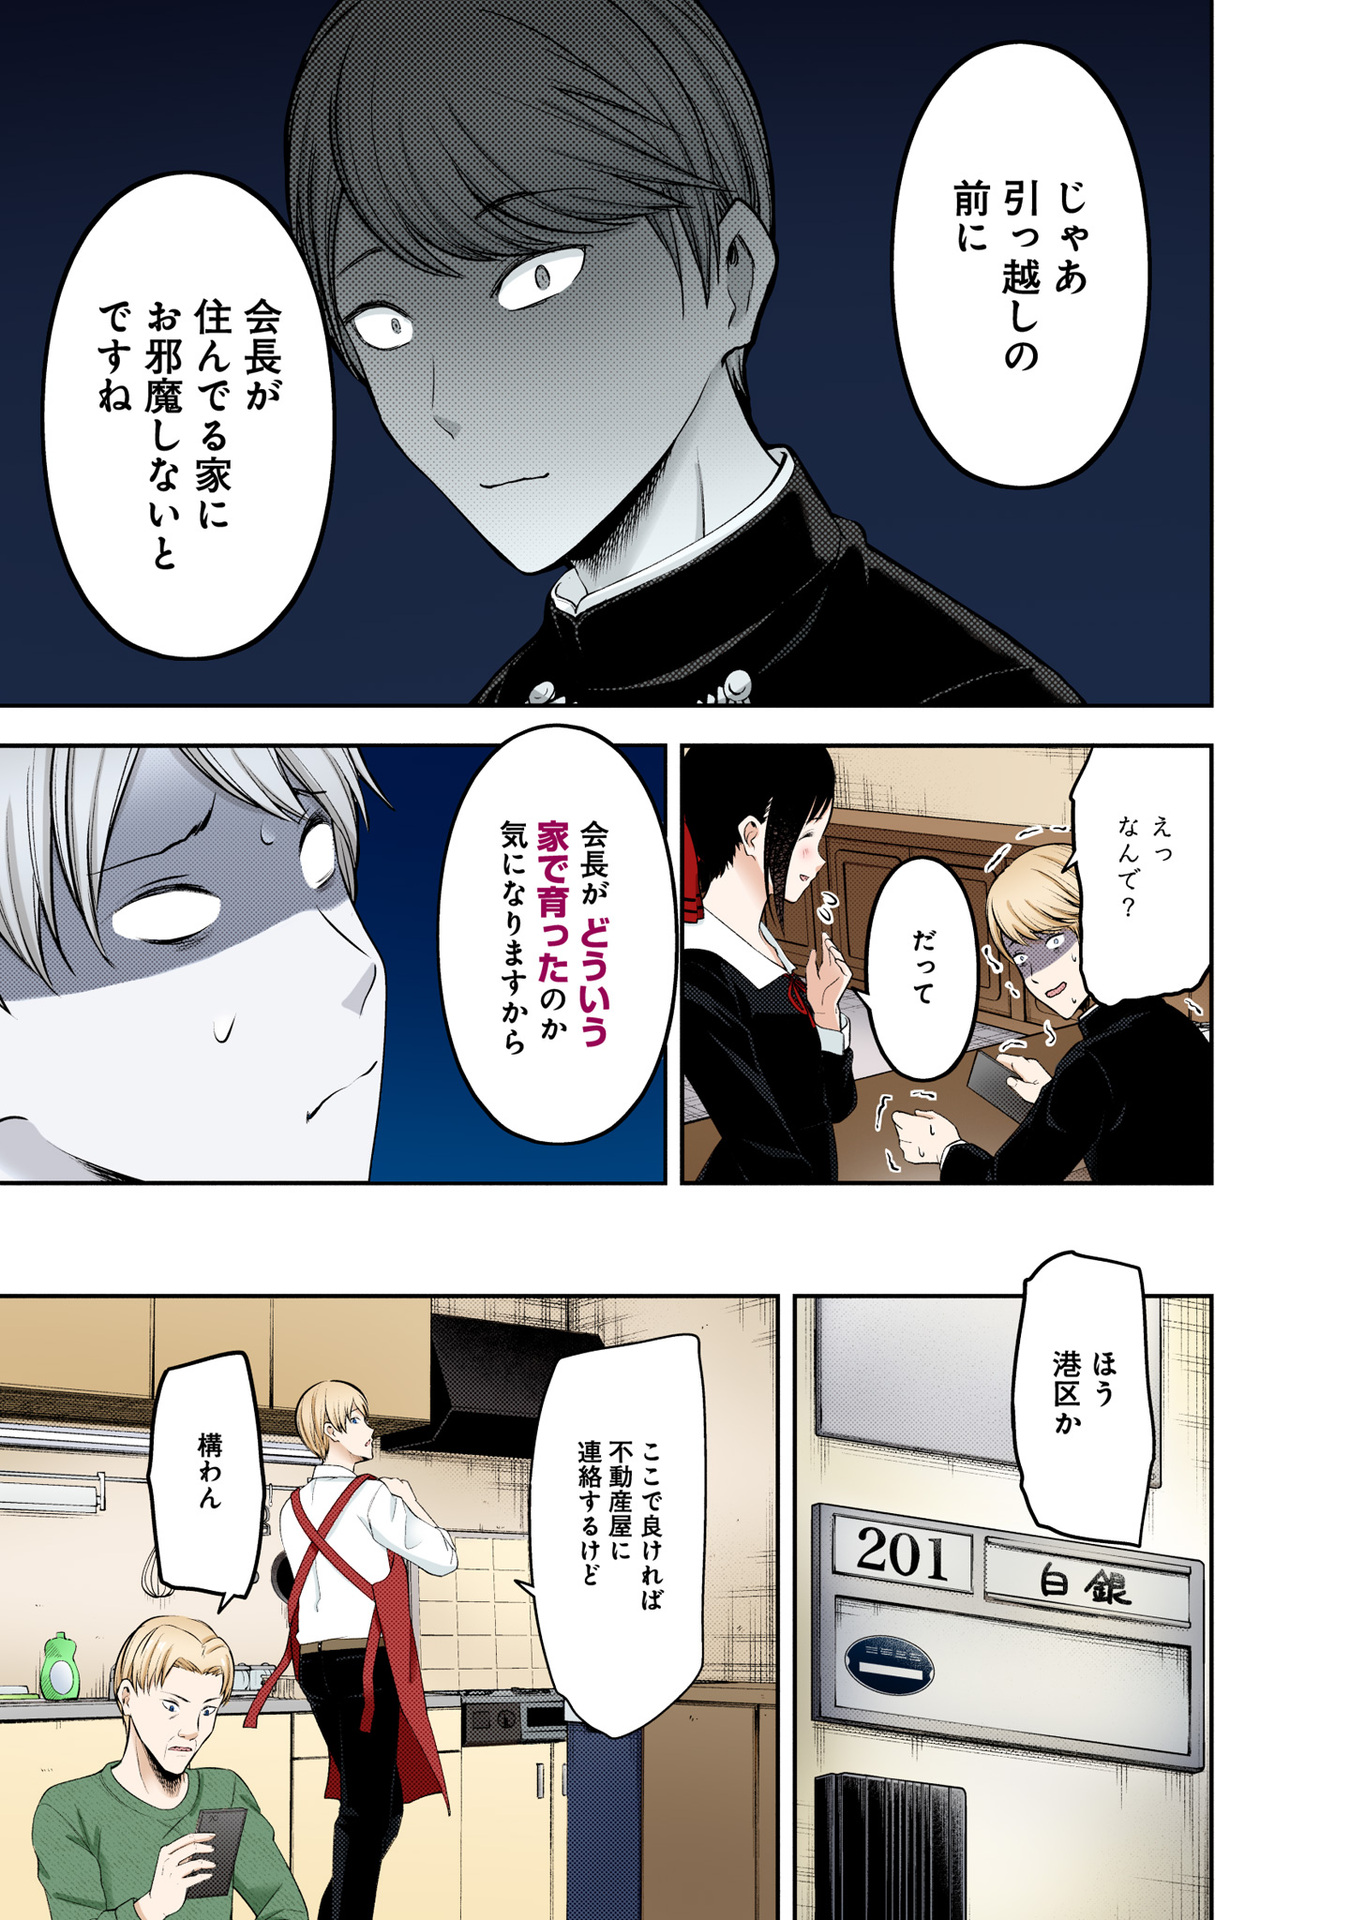 じゃあ
引っ越しの
前に
会長が
住んでる家に
お邪魔しないと
ですね
えっ
なんで？
だって
会長がどういう
家で育ったのか
気になりますから
ほう
港区か
201
白銀
ここで良ければ
不動産屋に
連絡するけど
構わん